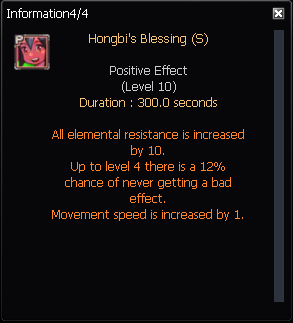 Information4/4
P
Hongbi's Blessing (S)
Positive Effect
(Level 10)
Duration : 300.0 seconds
All elemental resistance is increased
by 10.
Up to level 4 there is a 12%
chance of never getting a bad
effect.
Movement speed is increased by 1.